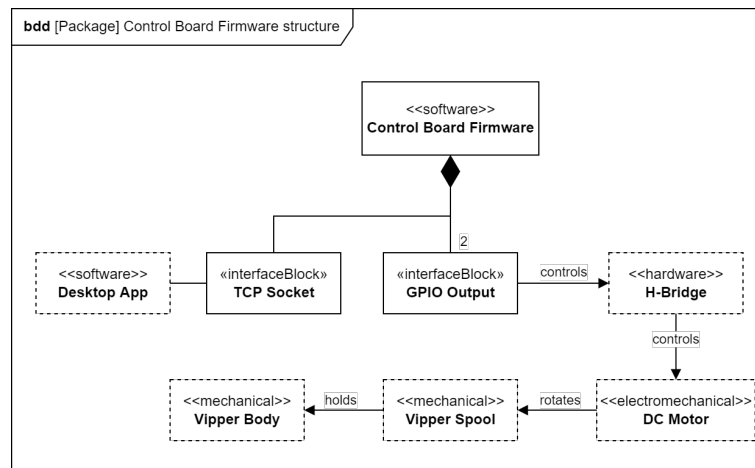 bdd [Package] Control Board Firmware structure
<<software>>
Control Board Firmware
2
<<software>>
Desktop App
«interfaceBlock»
TCP Socket
«interfaceBlock»
GPIO Output
controls
<<hardware>>
H-Bridge
controls
<<mechanical>>
Vipper Body
holds
<<mechanical>>
Vipper Spool
rotates
<<electromechanical>>
DC Motor